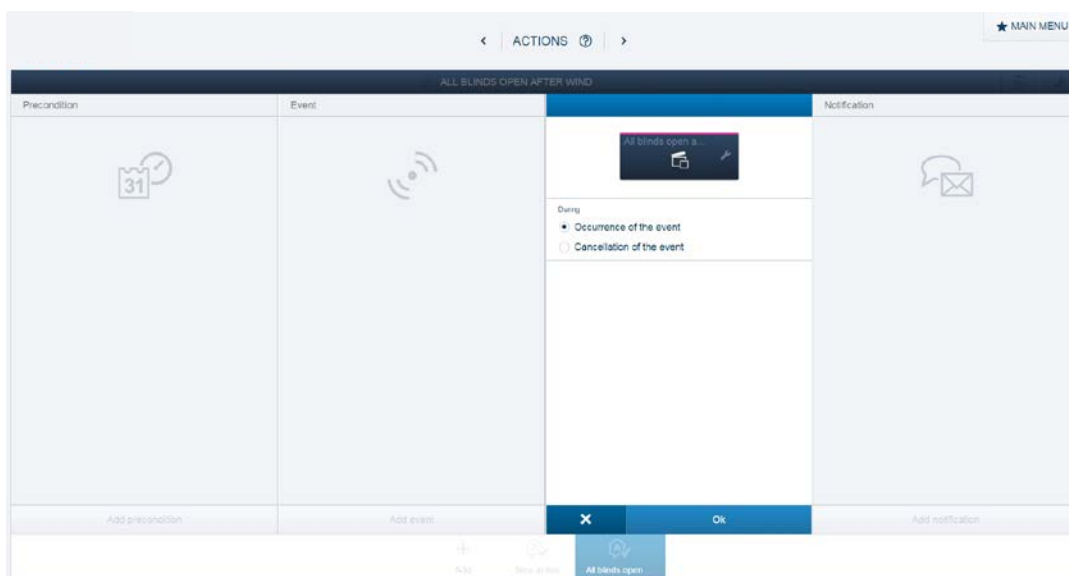 ACTIONS ?
★ MAIN MENU
ALL BLINDS OPEN AFTER WIND
Precondition
Event
Notification
31
All blinds open a...
During
Occurrence of the event
Cancellation of the event
Add precondition
Add event
Ok
Add notification
Add
New action
All blinds open